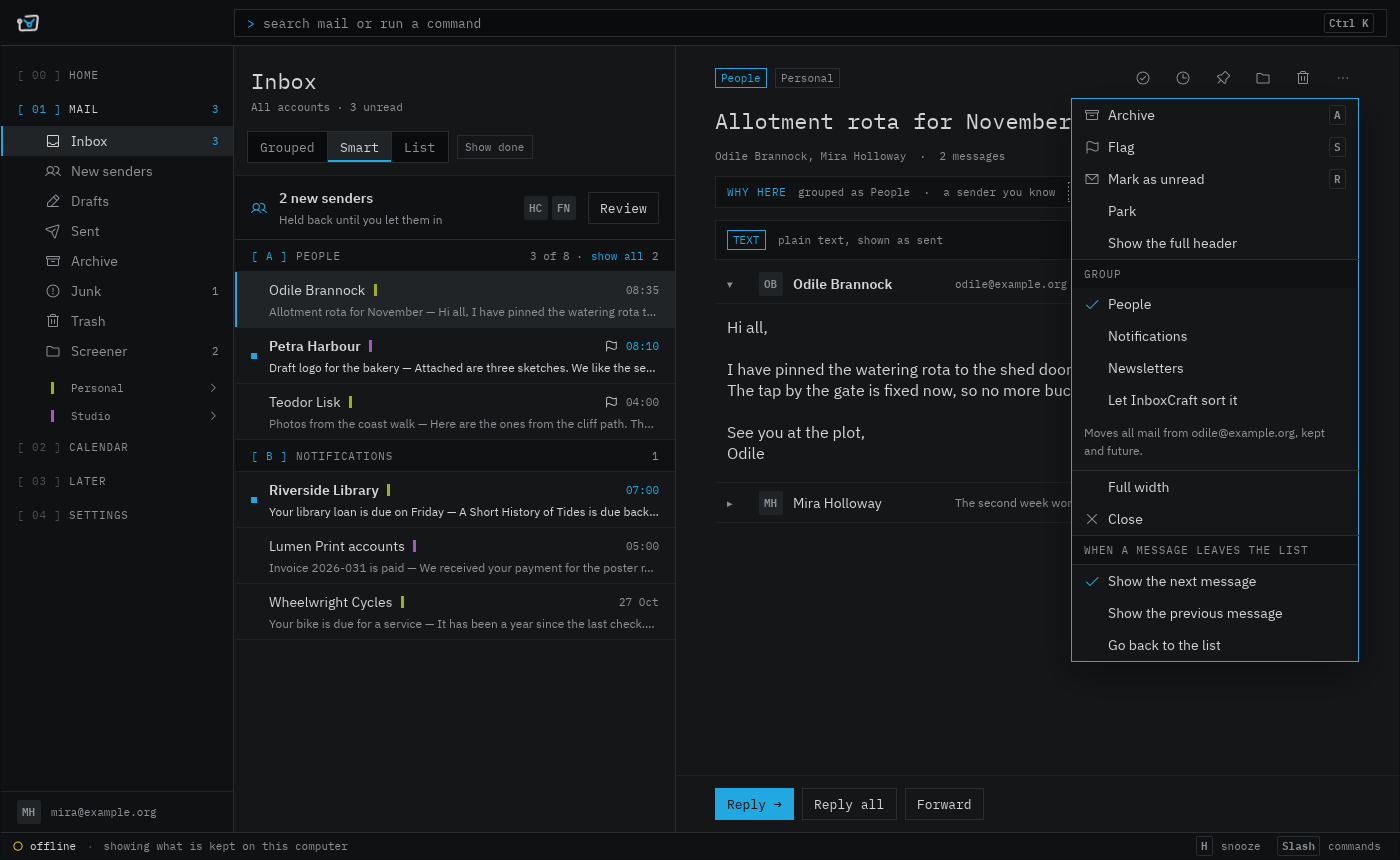 > search mail or run a command
Ctrl K
[ 00 ] HOME
[ 01 ] MAIL 3
Inbox 3
New senders
Drafts
Sent
Archive
Junk 1
Trash
Screener 2
Personal
Studio
[ 02 ] CALENDAR
[ 03 ] LATER
[ 04 ] SETTINGS
MH mira@example.org
Inbox
All accounts · 3 unread
Grouped Smart List Show done
2 new senders
Held back until you let them in
HC FN Review
[ A ] PEOPLE 3 of 8 · show all 2
Odile Brannock 08:35
Allotment rota for November — Hi all, I have pinned the watering rota t…
Petra Harbour 08:10
Draft logo for the bakery — Attached are three sketches. We like the se…
Teodor Lisk 04:00
Photos from the coast walk — Here are the ones from the cliff path. Th…
[ B ] NOTIFICATIONS 1
Riverside Library 07:00
Your library loan is due on Friday — A Short History of Tides is due back…
Lumen Print accounts 05:00
Invoice 2026-031 is paid — We received your payment for the poster r…
Wheelwright Cycles 27 Oct
Your bike is due for a service — It has been a year since the last check.…
People Personal
Allotment rota for November
Odile Brannock, Mira Holloway · 2 messages
WHY HERE grouped as People · a sender you know
TEXT plain text, shown as sent
▾ OB Odile Brannock odile@example.org
Hi all,
I have pinned the watering rota to the shed door
The tap by the gate is fixed now, so no more buc
See you at the plot,
Odile
▸ MH Mira Holloway The second week wor
Reply → Reply all Forward
Archive A
Flag S
Mark as unread R
Park
Show the full header
GROUP
People
Notifications
Newsletters
Let InboxCraft sort it
Moves all mail from odile@example.org, kept
and future.
Full width
Close
WHEN A MESSAGE LEAVES THE LIST
Show the next message
Show the previous message
Go back to the list
offline · showing what is kept on this computer
H snooze Slash commands